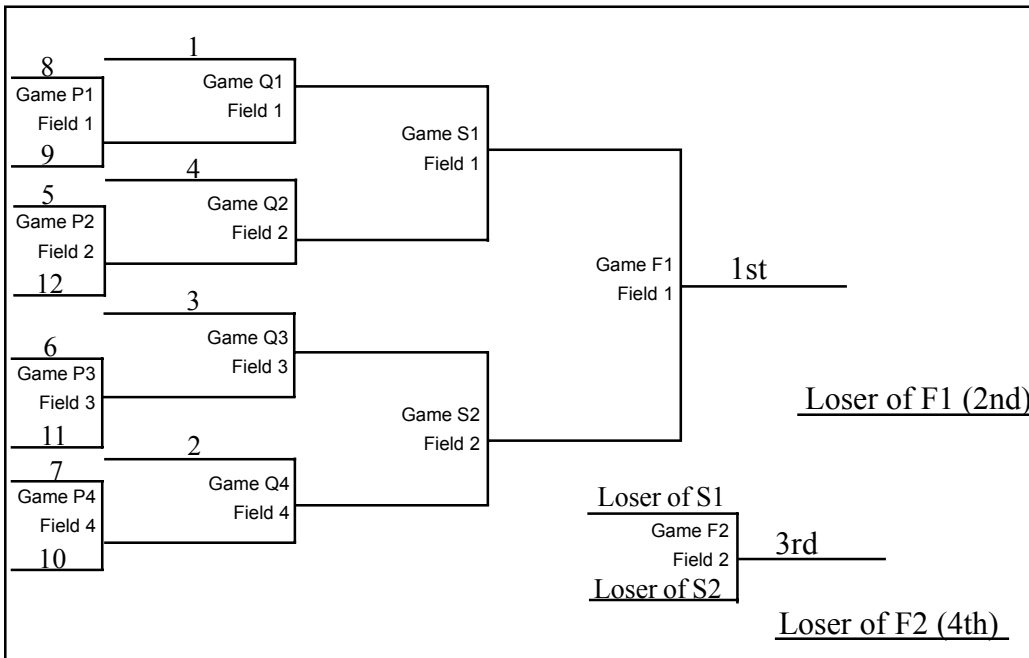 1
8
Game P1
Field 1
9
Game Q1
Field 1
4
5
Game P2
Field 2
12
Game Q2
Field 2
Game S1
Field 1
3
6
Game P3
Field 3
11
Game Q3
Field 3
2
7
Game P4
Field 4
10
Game Q4
Field 4
Game S2
Field 2
Game F1
Field 1
1st
Loser of F1 (2nd)
Loser of S1
Game F2
Field 2
Loser of S2
3rd
Loser of F2 (4th)